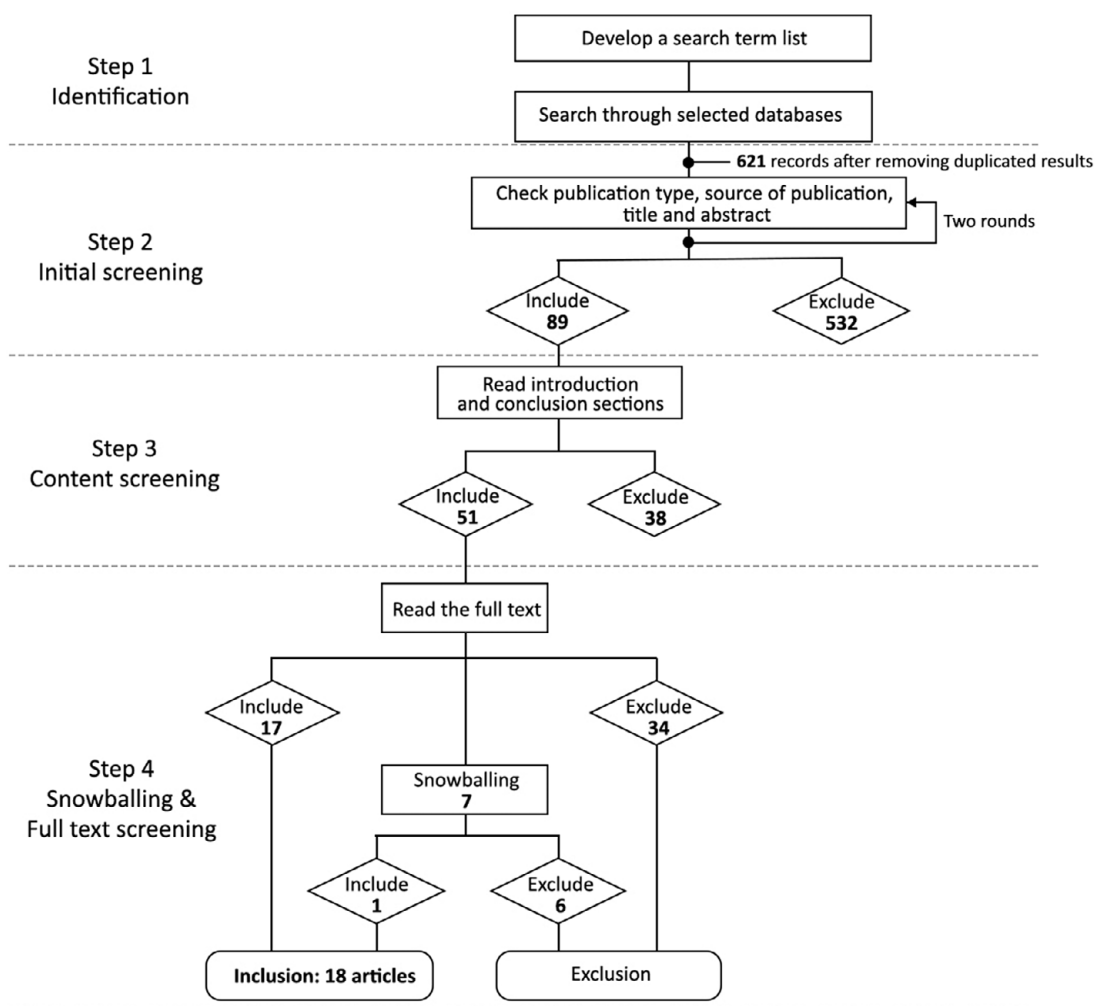 Step 1
Identification
Develop a search term list
Search through selected databases
621 records after removing duplicated results
Step 2
Initial screening
Check publication type, source of publication,
title and abstract
Two rounds
Include
89
Exclude
532
Step 3
Content screening
Read introduction
and conclusion sections
Include
51
Exclude
38
Step 4
Snowballing &
Full text screening
Read the full text
Include
17
Exclude
34
Snowballing
7
Include
1
Exclude
6
Inclusion: 18 articles
Exclusion